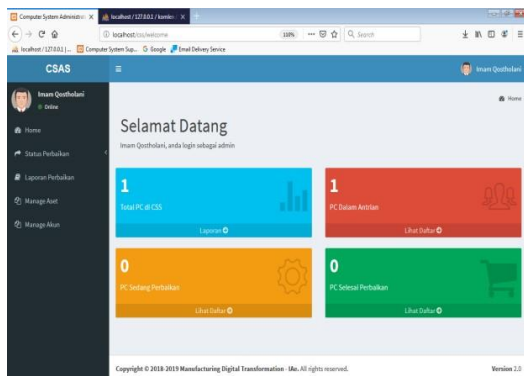 Computer System Administrat
localhost / 127.0.0.1 / komkes
localhost/css/welcome
110%
Search
localhost / 127.0.0.1 | ...
Computer System Sup...
Google
Email Delivery Service
CSAS
Imam Qostholani
Imam Qostholani
Online
Home
Home
Status Perbaikan
Laporan Perbaikan
Manage Aset
Manage Akun
Selamat Datang
Imam Qostholani, anda login sebagai admin
1
Total PC di CSS
Laporan
1
PC Dalam Antrian
Lihat Daftar
0
PC Sedang Perbaikan
Lihat Daftar
0
PC Selesai Perbaikan
Lihat Daftar
Copyright © 2018-2019 Manufacturing Digital Transformation - IAe. All rights reserved.
Version 2.0